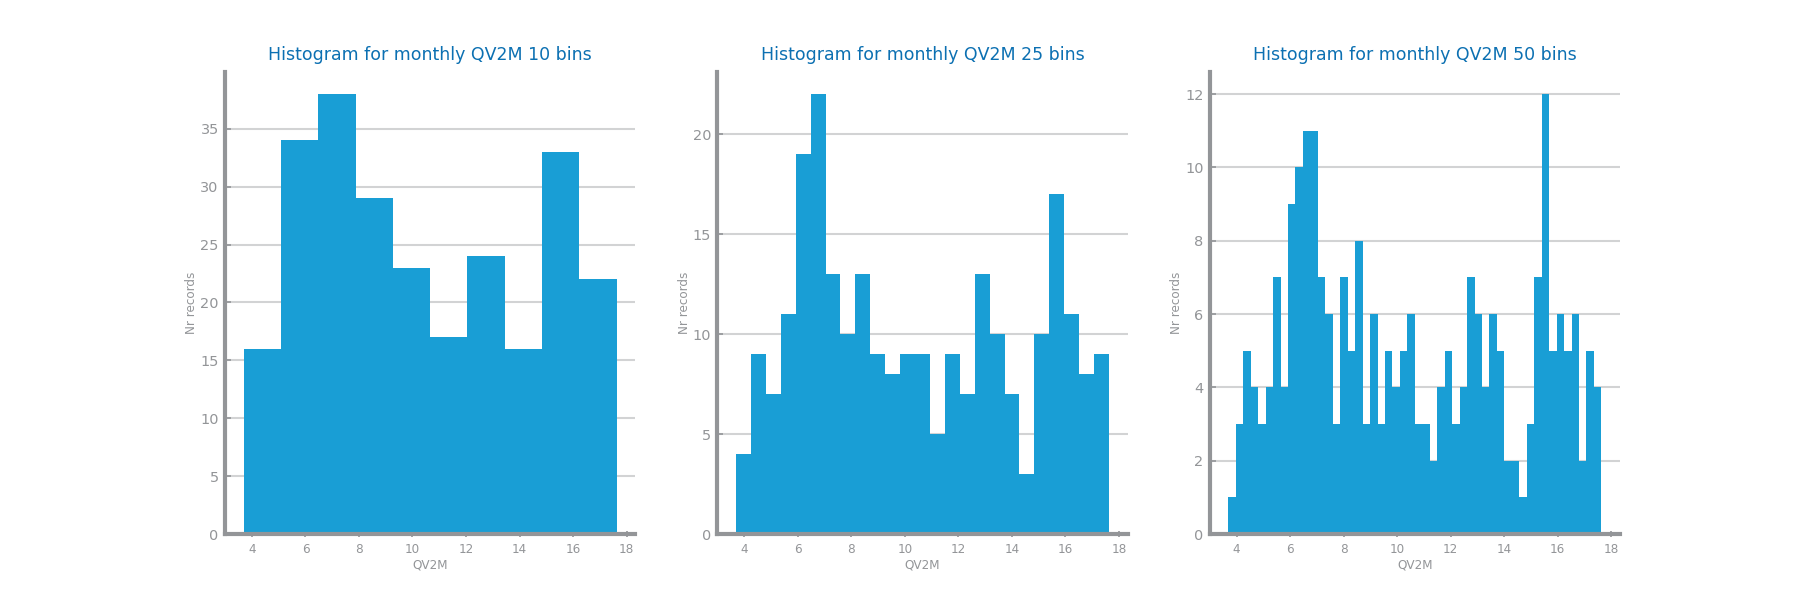 Histogram for monthly QV2M 10 bins
Nr records
35
30
25
20
15
10
5
0
4 6 8 10 12 14 16 18
QV2M
Histogram for monthly QV2M 25 bins
Nr records
20
15
10
5
0
4 6 8 10 12 14 16 18
QV2M
Histogram for monthly QV2M 50 bins
Nr records
12
10
8
6
4
2
0
4 6 8 10 12 14 16 18
QV2M